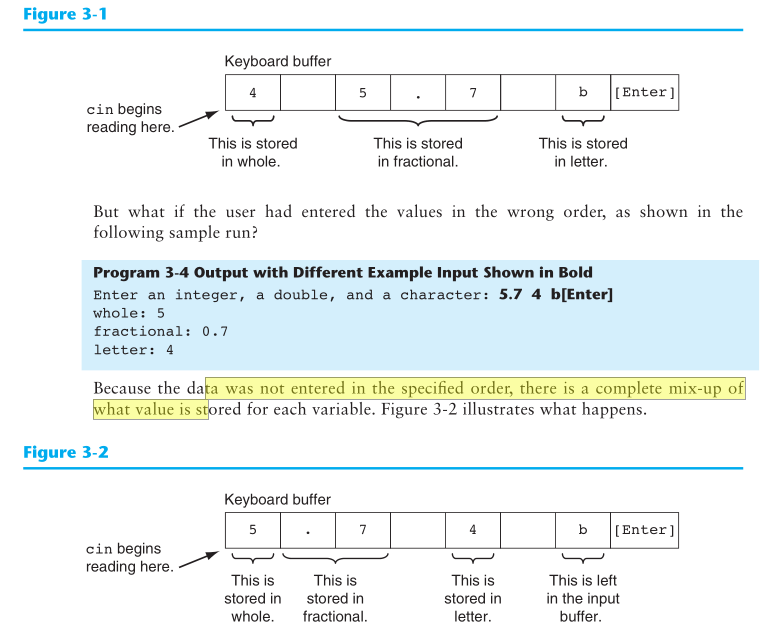 Figure 3-1
Keyboard buffer
4 5 . 7 b [Enter]
cin begins
reading here.
This is stored
in whole.
This is stored
in fractional.
This is stored
in letter.
But what if the user had entered the values in the wrong order, as shown in the
following sample run?
Program 3-4 Output with Different Example Input Shown in Bold
Enter an integer, a double, and a character: 5.7 4 b[Enter]
whole: 5
fractional: 0.7
letter: 4
Because the data was not entered in the specified order, there is a complete mix-up of
what value is stored for each variable. Figure 3-2 illustrates what happens.
Figure 3-2
Keyboard buffer
5 . 7 4 b [Enter]
cin begins
reading here.
This is
stored in
whole.
This is
stored in
fractional.
This is
stored in
letter.
This is left
in the input
buffer.